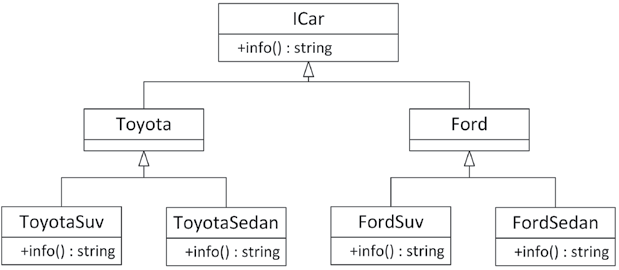 ICar
+info() : string
Toyota
Ford
ToyotaSuv
+info() : string
ToyotaSedan
+info() : string
FordSuv
+info() : string
FordSedan
+info() : string